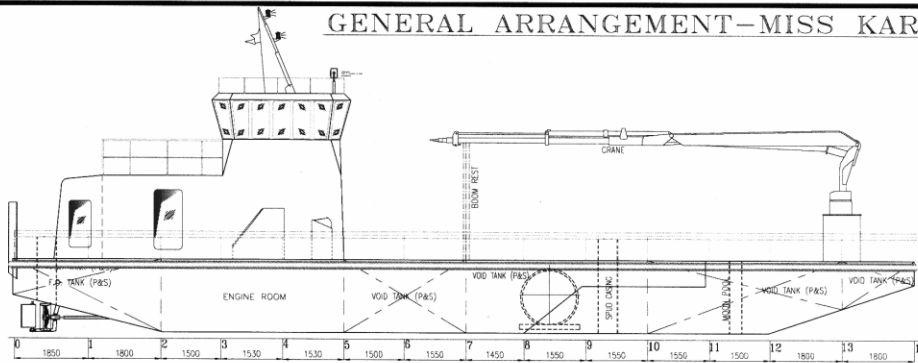 GENERAL ARRANGEMENT-MISS KAR
CRANE
BOOM REST
F.O. TANK (P&S)
ENGINE ROOM
VOID TANK (P&S)
VOID TANK (P&S)
SPUD CASING
MOON POOL
VOID TANK (P&S)
VOID TANK (P&S)
0 1 2 3 4 5 6 7 8 9 10 11 12 13
1850 1800 1500 1530 1530 1500 1550 1450 1550 1550 1550 1500 1800 1800